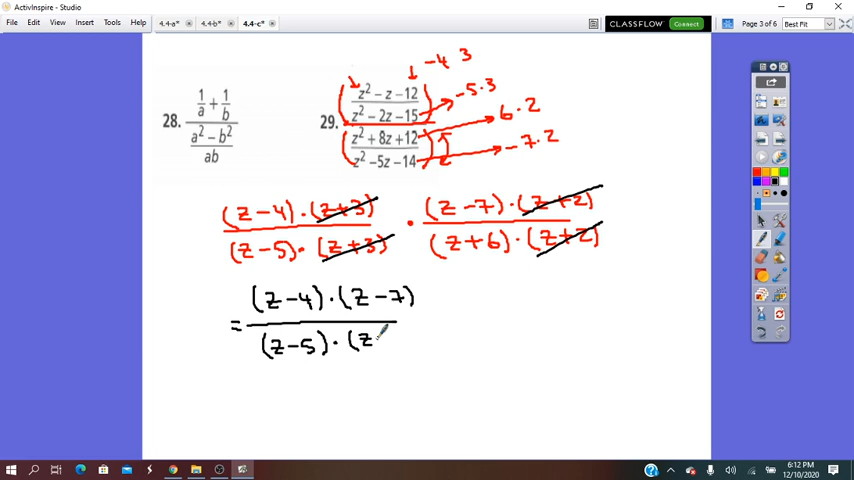 ActivInspire - Studio
File Edit View Insert Tools Help
4.4-a* 4.4-b* 4.4-c*
CLASSFLOW Connect Page 3 of 6 Best Fit
28. (1/a + 1/b) / ((a² – b²)/ab)
29. ((z² – z –12)/(z² – 2z –15)) / ((z² + 8z +12)/(z² –5z –14))
-4 3
-5.3
6.2
-7.2
(z-4)·(z+3) / (z-5)·(z+3) · (z-7)·(z+2) / (z+6)·(z+2)
= (z-4)·(z-7) / (z-5)·(z
6:12 PM
12/10/2020